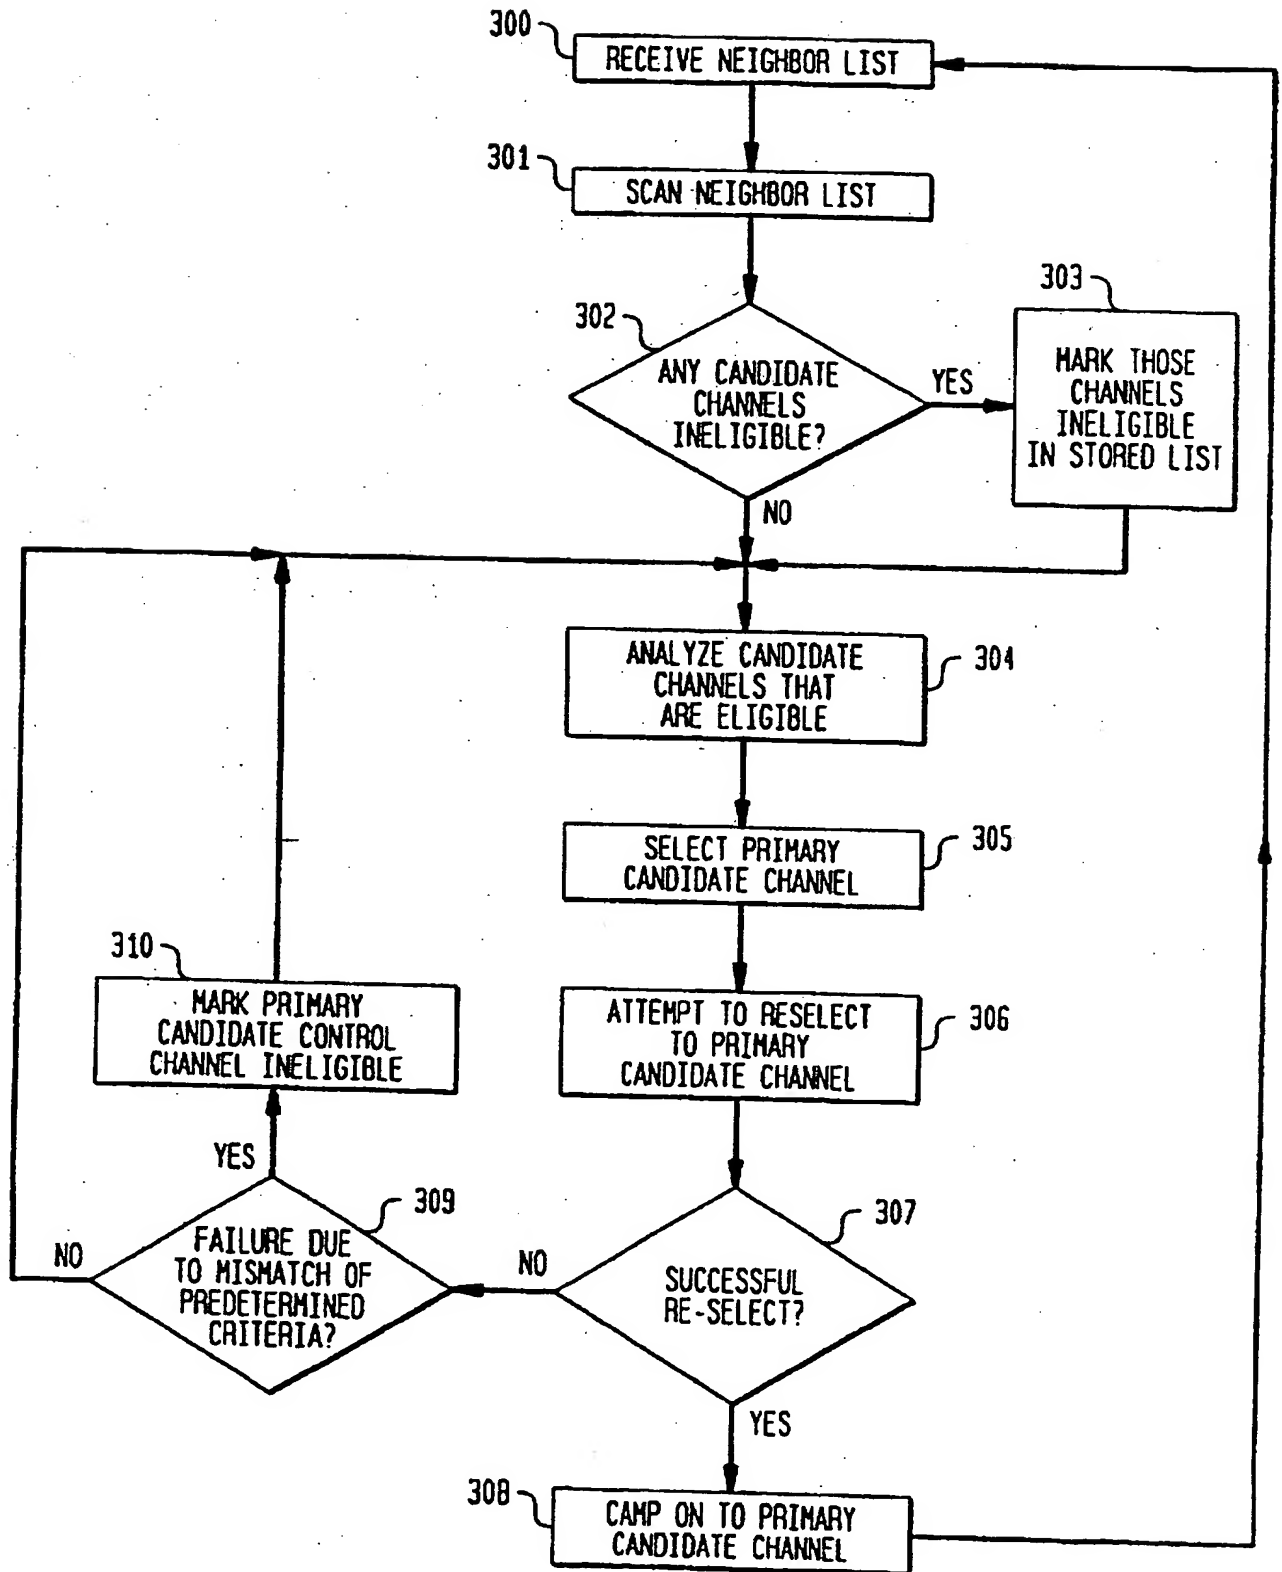 300
RECEIVE NEIGHBOR LIST
301
SCAN NEIGHBOR LIST
302
ANY CANDIDATE
CHANNELS
INELIGIBLE?
YES
303
MARK THOSE
CHANNELS
INELIGIBLE
IN STORED LIST
NO
ANALYZE CANDIDATE
CHANNELS THAT
ARE ELIGIBLE
304
SELECT PRIMARY
CANDIDATE CHANNEL
305
310
MARK PRIMARY
CANDIDATE CONTROL
CHANNEL INELIGIBLE
ATTEMPT TO RESELECT
TO PRIMARY
CANDIDATE CHANNEL
306
YES
309
FAILURE DUE
TO MISMATCH OF
PREDETERMINED
CRITERIA?
NO
NO
307
SUCCESSFUL
RE-SELECT?
YES
308
CAMP ON TO PRIMARY
CANDIDATE CHANNEL